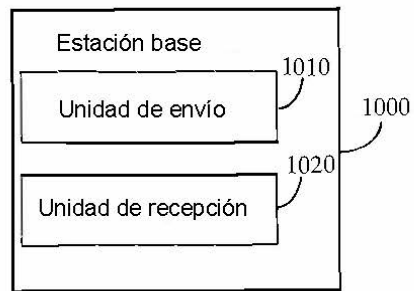 Estación base
1010
Unidad de envío
1000
1020
Unidad de recepción